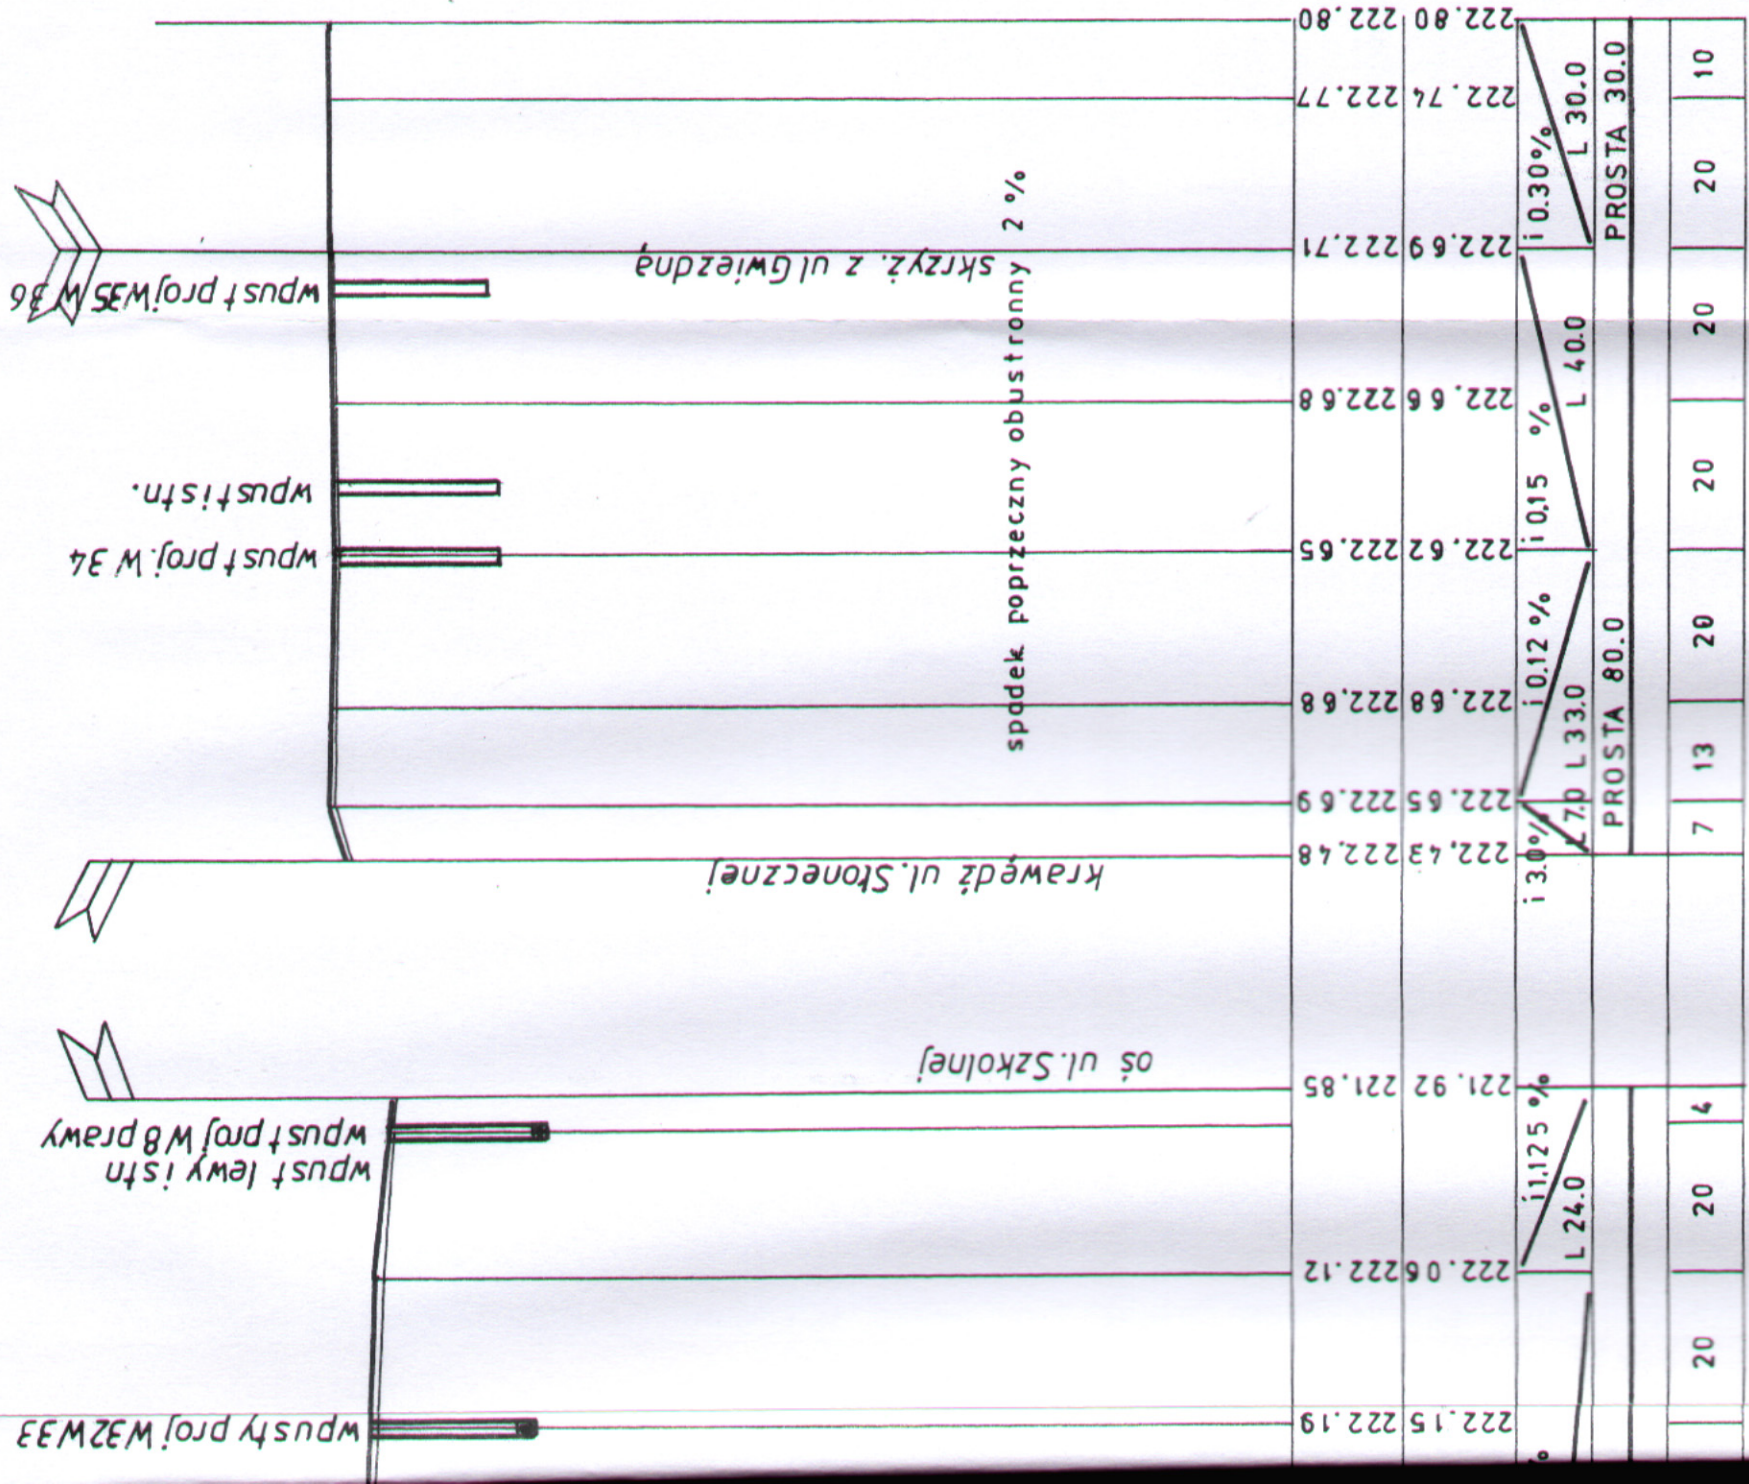 wpust proj W35/W36
wpust istn.
wpust proj. W 34
skrzyż. z ul Gwiezdną
spadek poprzeczny obustronny 2 %
krawędź ul. Słonecznej
oś ul. Szkolnej
wpust proj W 8 prawy
wpust lewy istn
wpusty proj W32W33
222.80 222.80
222.77 222.74
222.71 222.69
222.68 222.66
222.65 222.62
222.68 222.68
222.69 222.65
222.48 222.43
221.85 221.92
222.12 222.06
222.19 222.15
i 0.30%
L 30.0
i 0,15 %
L 40.0
i 0.12 %
L 33.0
i 3.0%
L 7.0
i 1,125 %
L 24.0
%
PROSTA 30.0
PROSTA 80.0
10
20
20
20
20
13
7
4
20
20